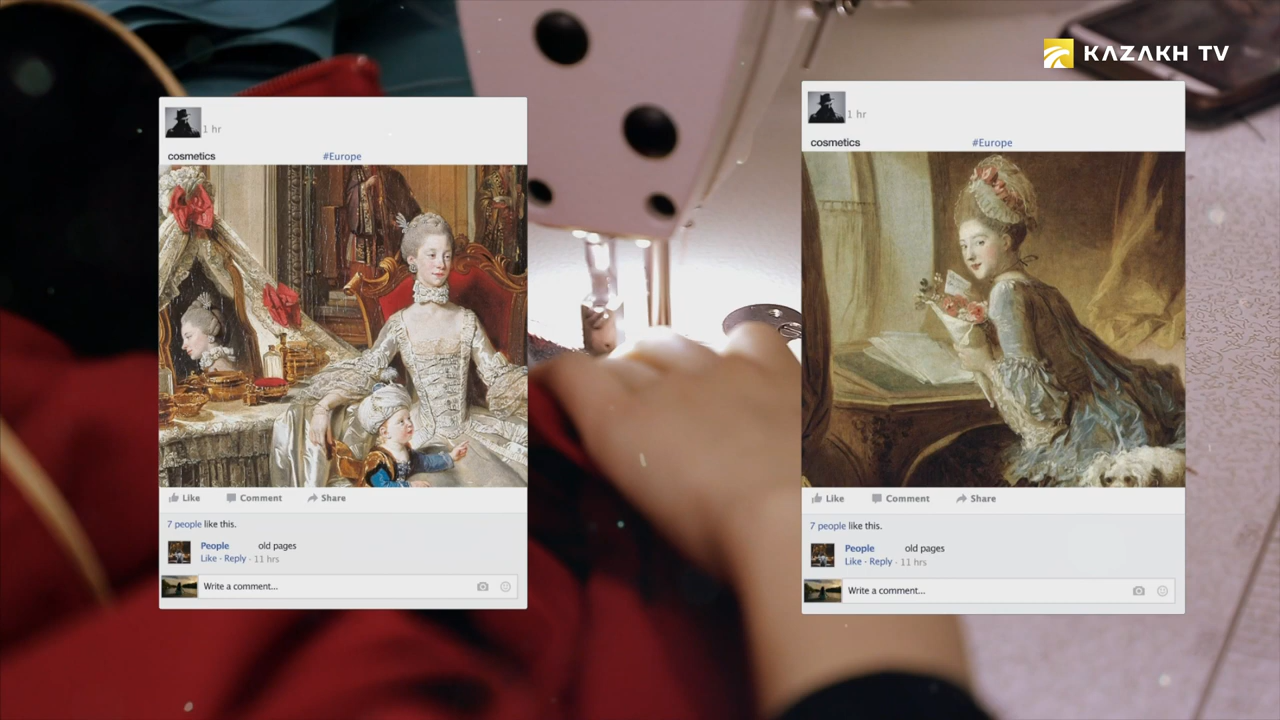 KAZAKH TV
1 hr
cosmetics #Europe
Like Comment Share
7 people like this.
People old pages
Like · Reply · 11 hrs
Write a comment...
1 hr
cosmetics #Europe
Like Comment Share
7 people like this.
People old pages
Like · Reply · 11 hrs
Write a comment...